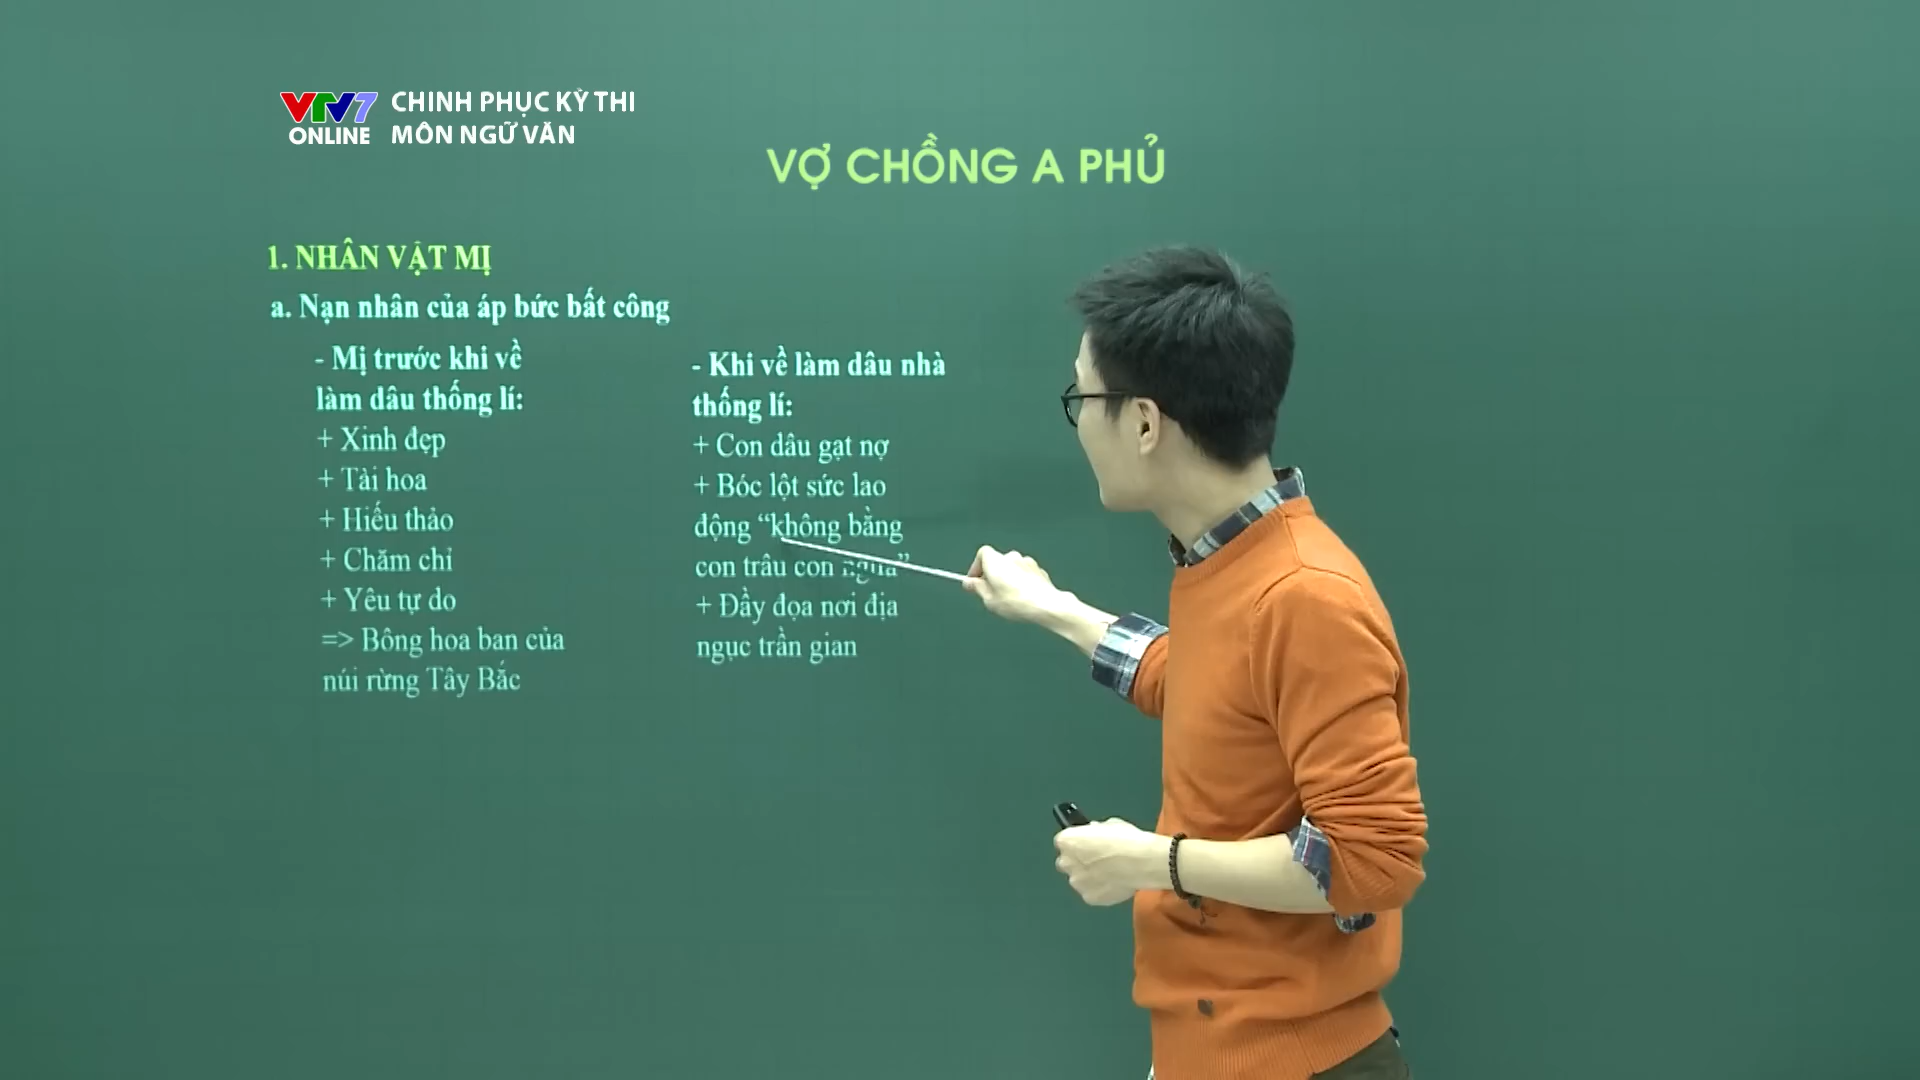 VTV7
ONLINE
CHINH PHỤC KỲ THI
MÔN NGỮ VĂN
VỢ CHỒNG A PHỦ
1. NHÂN VẬT MỊ
a. Nạn nhân của áp bức bất công
- Mị trước khi về
làm dâu thống lí:
+ Xinh đẹp
+ Tài hoa
+ Hiếu thảo
+ Chăm chỉ
+ Yêu tự do
=> Bông hoa ban của
núi rừng Tây Bắc
- Khi về làm dâu nhà
thống lí:
+ Con dâu gạt nợ
+ Bóc lột sức lao
động “không bằng
con trâu con ngựa”
+ Đầy đọa nơi địa
ngục trần gian